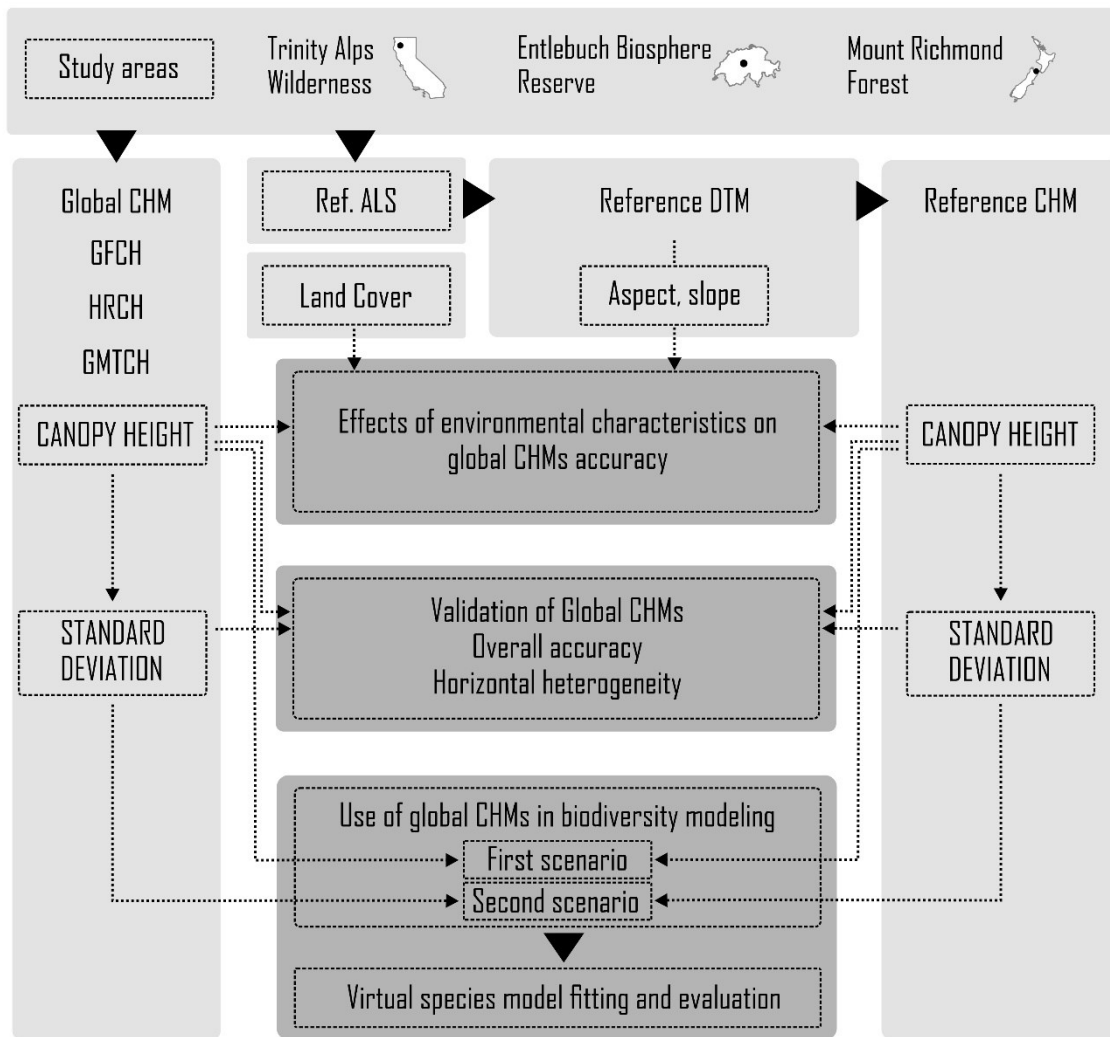 Study areas
Trinity Alps
Wilderness
Entlebuch Biosphere
Reserve
Mount Richmond
Forest
Global CHM
GFCH
HRCH
GMTCH
CANOPY HEIGHT
STANDARD
DEVIATION
Ref. ALS
Land Cover
Reference DTM
Aspect, slope
Reference CHM
CANOPY HEIGHT
STANDARD
DEVIATION
Effects of environmental characteristics on
global CHMs accuracy
Validation of Global CHMs
Overall accuracy
Horizontal heterogeneity
Use of global CHMs in biodiversity modeling
First scenario
Second scenario
Virtual species model fitting and evaluation